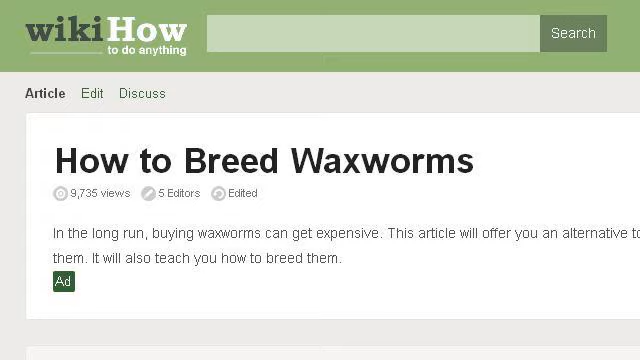 wikiHow
to do anything
Search
Article Edit Discuss
How to Breed Waxworms
9,735 views 5 Editors Edited
In the long run, buying waxworms can get expensive. This article will offer you an alternative to
them. It will also teach you how to breed them.
Ad